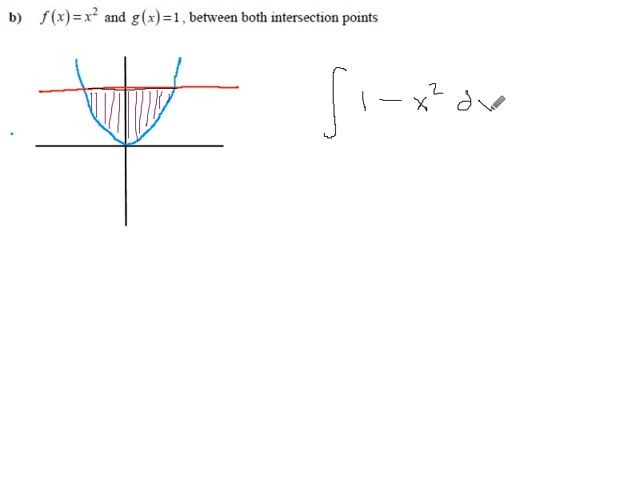 b) f(x) = x² and g(x) = 1, between both intersection points
∫ 1 - x² dx